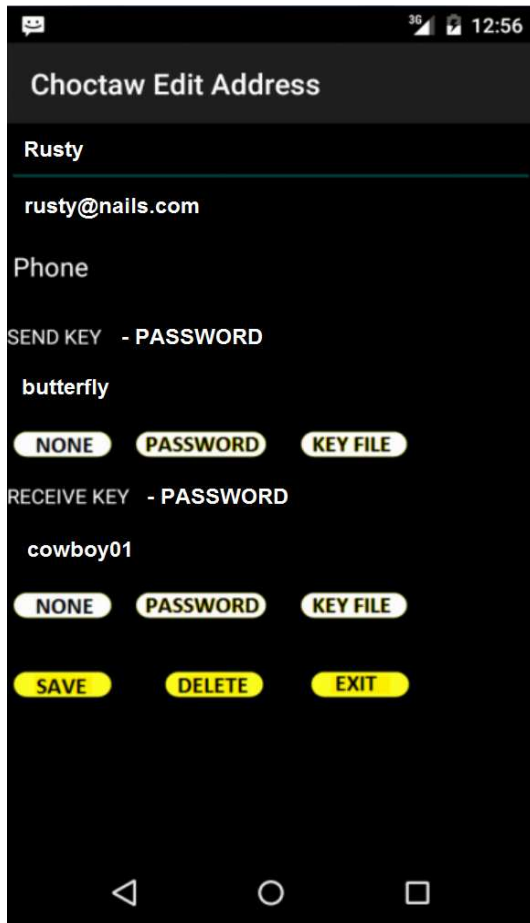 3G 12:56
Choctaw Edit Address
Rusty
rusty@nails.com
Phone
SEND KEY - PASSWORD
butterfly
NONE PASSWORD KEY FILE
RECEIVE KEY - PASSWORD
cowboy01
NONE PASSWORD KEY FILE
SAVE DELETE EXIT